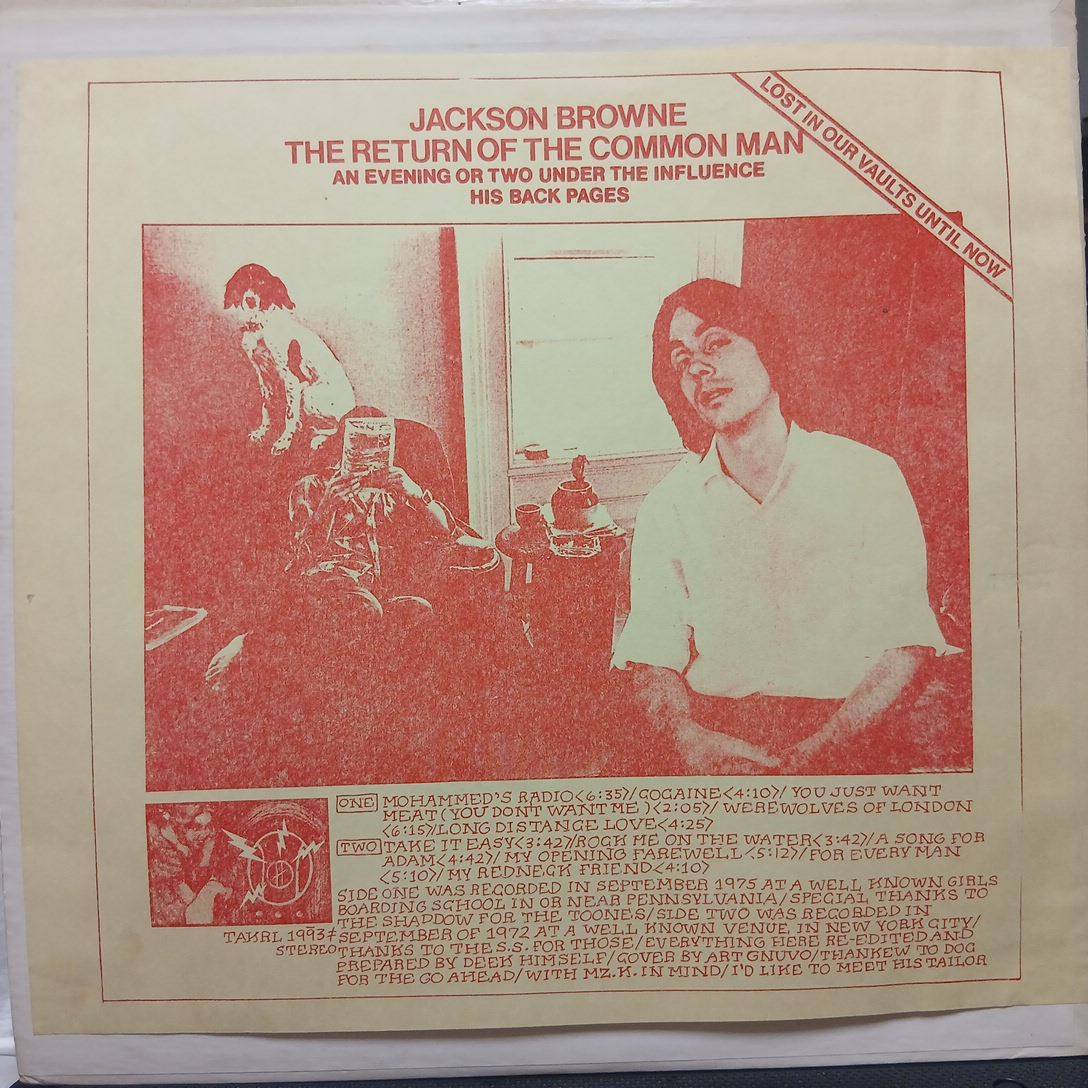 JACKSON BROWNE
THE RETURN OF THE COMMON MAN
AN EVENING OR TWO UNDER THE INFLUENCE
HIS BACK PAGES
LOST IN OUR VAULTS UNTIL NOW
ONE MOHAMMED'S RADIO<6:35>/COCAINE<4:10>/ YOU JUST WANT
MEAT (YOU DONT WANT ME )<2:05>/ WEREWOLVES OF LONDON
<6:15>/LONG DISTANCE LOVE<4:25>
TWO TAKE IT EASY<3:42>/ROCK ME ON THE WATER<3:42>/A SONG FOR
ADAM<4:42>/ MY OPENING FAREWELL <5:12>/FOR EVERY MAN
<5:10>/ MY REDNECK FRIEND<4:10>
SIDE ONE WAS RECORDED IN SEPTEMBER 1975 AT A WELL KNOWN GIRLS
BOARDING SCHOOL IN OR NEAR PENNSYLVANIA/SPECIAL THANKS TO
THE SHADDOW FOR THE TOONES/SIDE TWO WAS RECORDED IN
SEPTEMBER OF 1972 AT A WELL KNOWN VENUE IN NEW YORK CITY/
THANKS TO THE S.S. FOR THOSE/EVERYTHING HERE RE-EDITED AND
PREPARED BY DEEK HIMSELF/COVER BY ART GNUVO/THANKEW TO DOG
FOR THE GO AHEAD/WITH MZ.K. IN MIND/I'D LIKE TO MEET HIS TAILOR
TAKRL 1993
STEREO